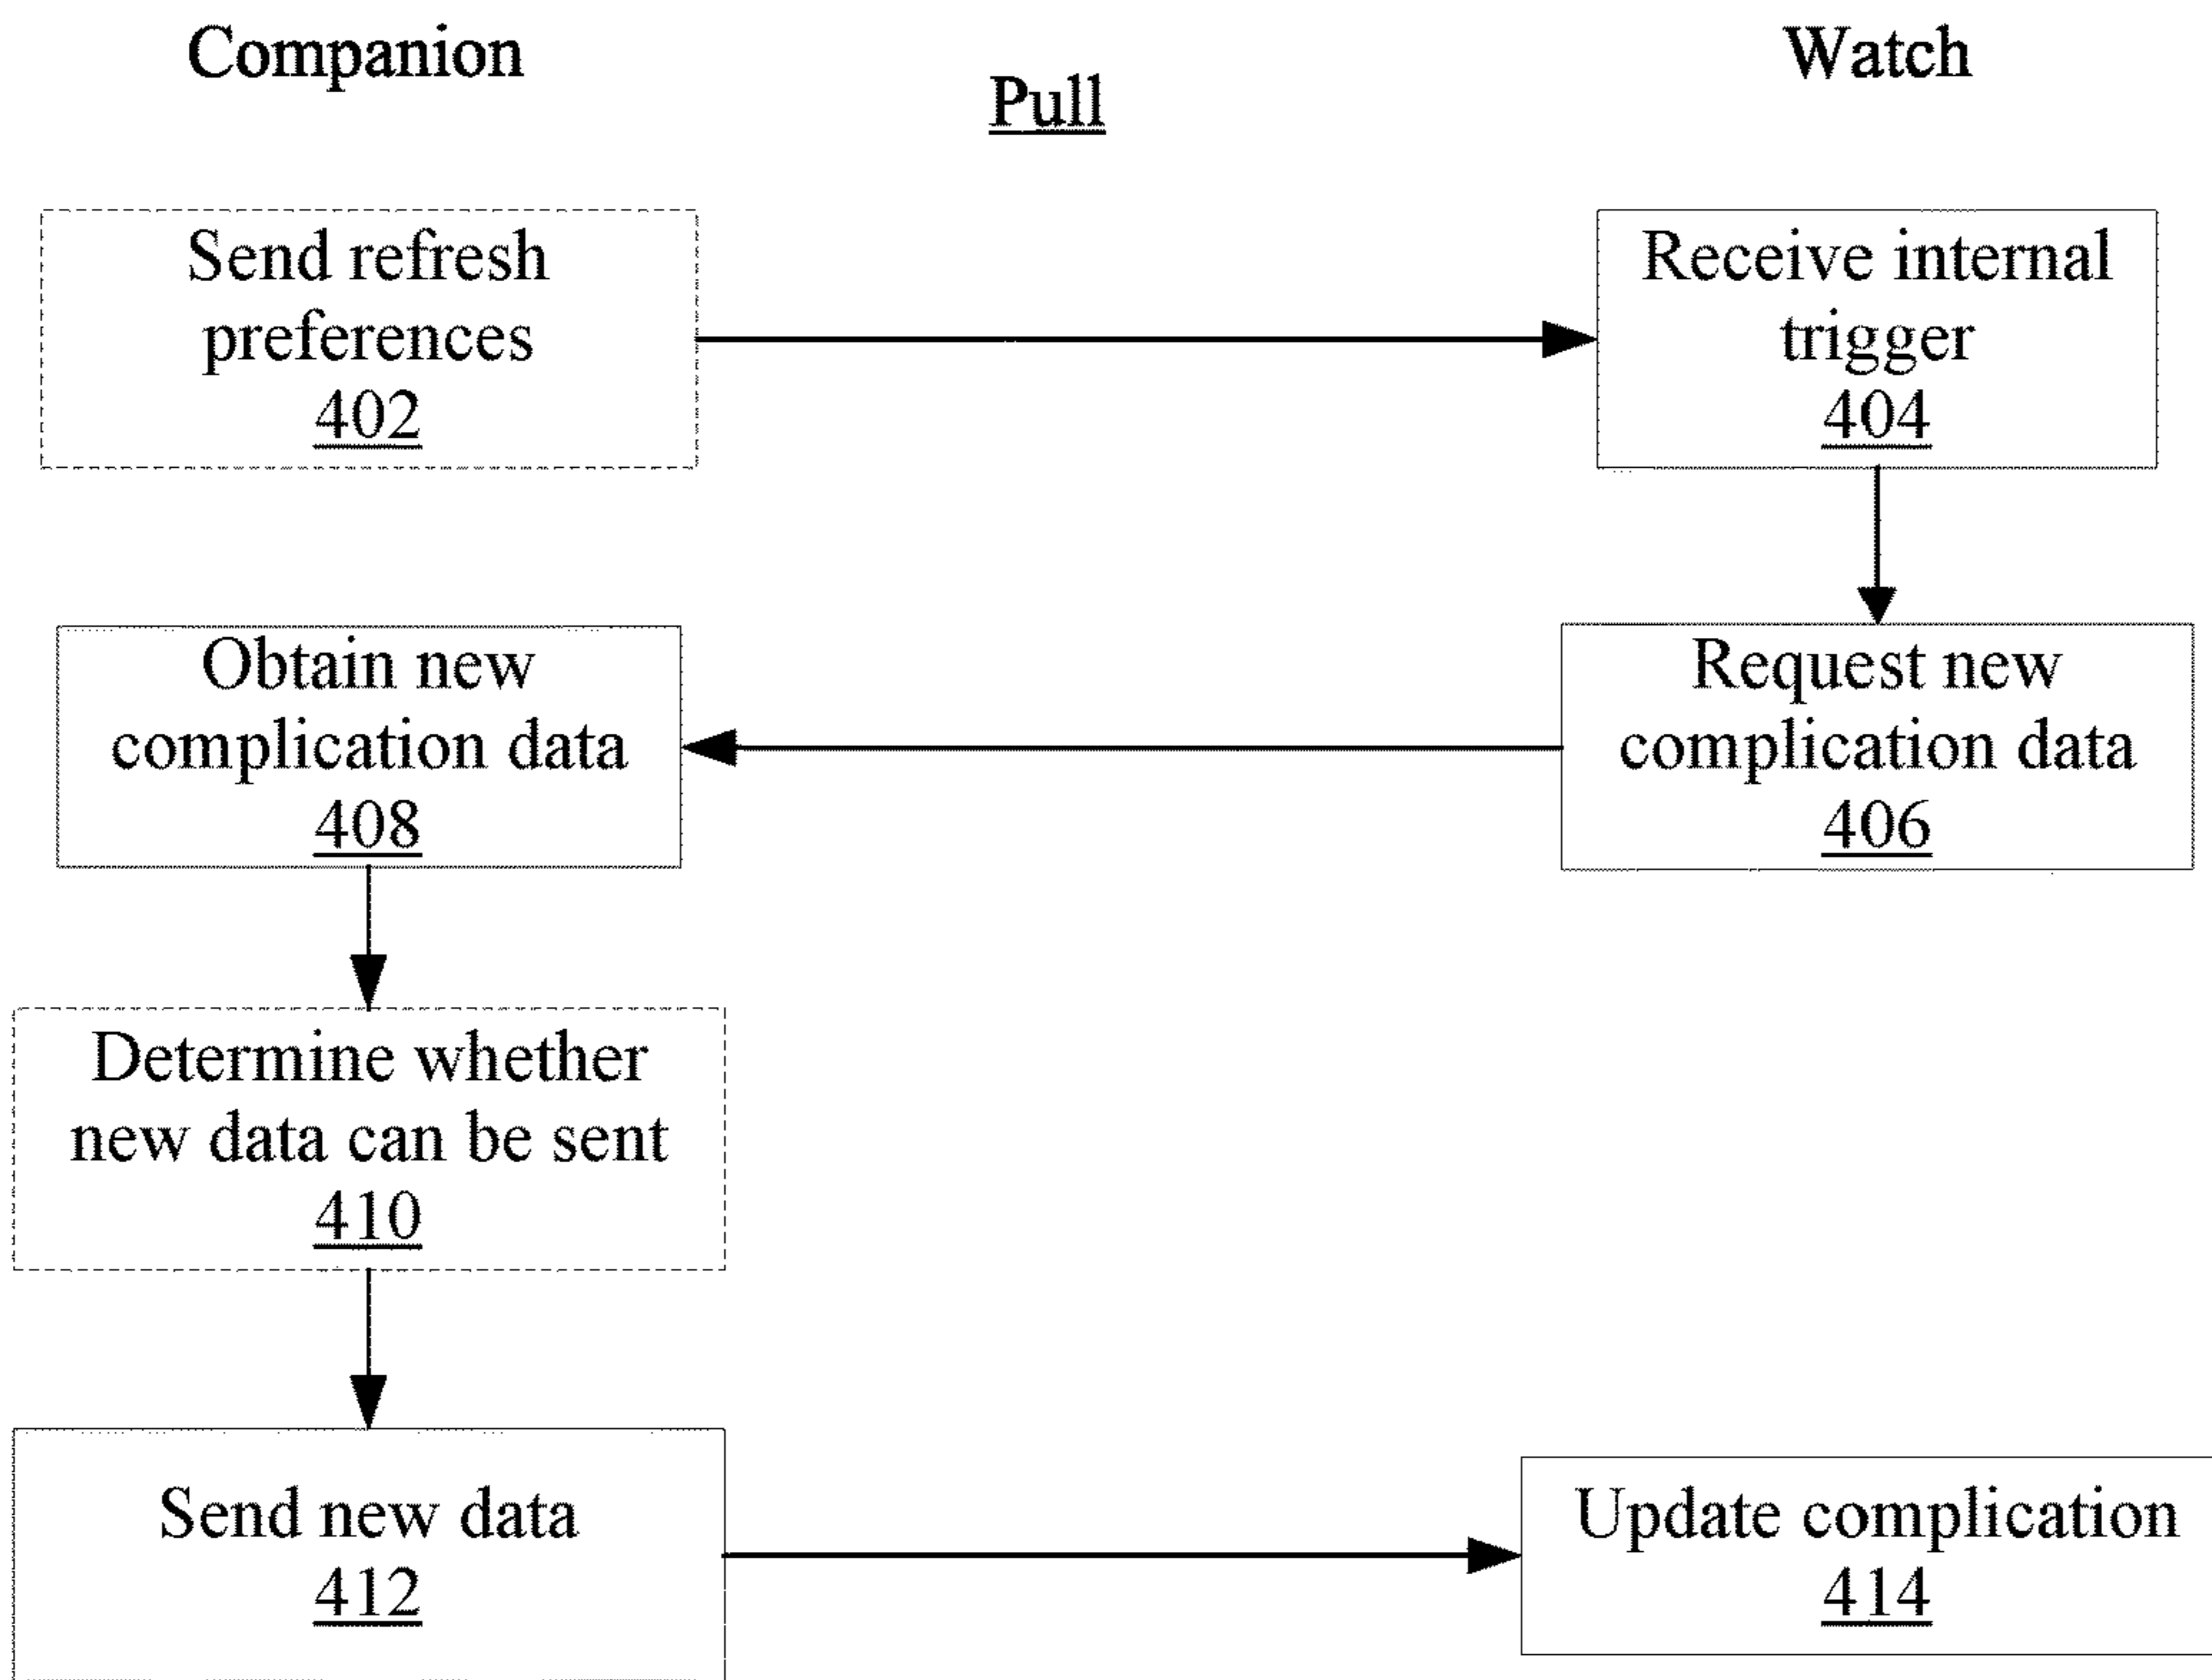 Companion
Watch
Pull
Send refresh
preferences
402
Receive internal
trigger
404
Request new
complication data
406
Obtain new
complication data
408
Determine whether
new data can be sent
410
Send new data
412
Update complication
414